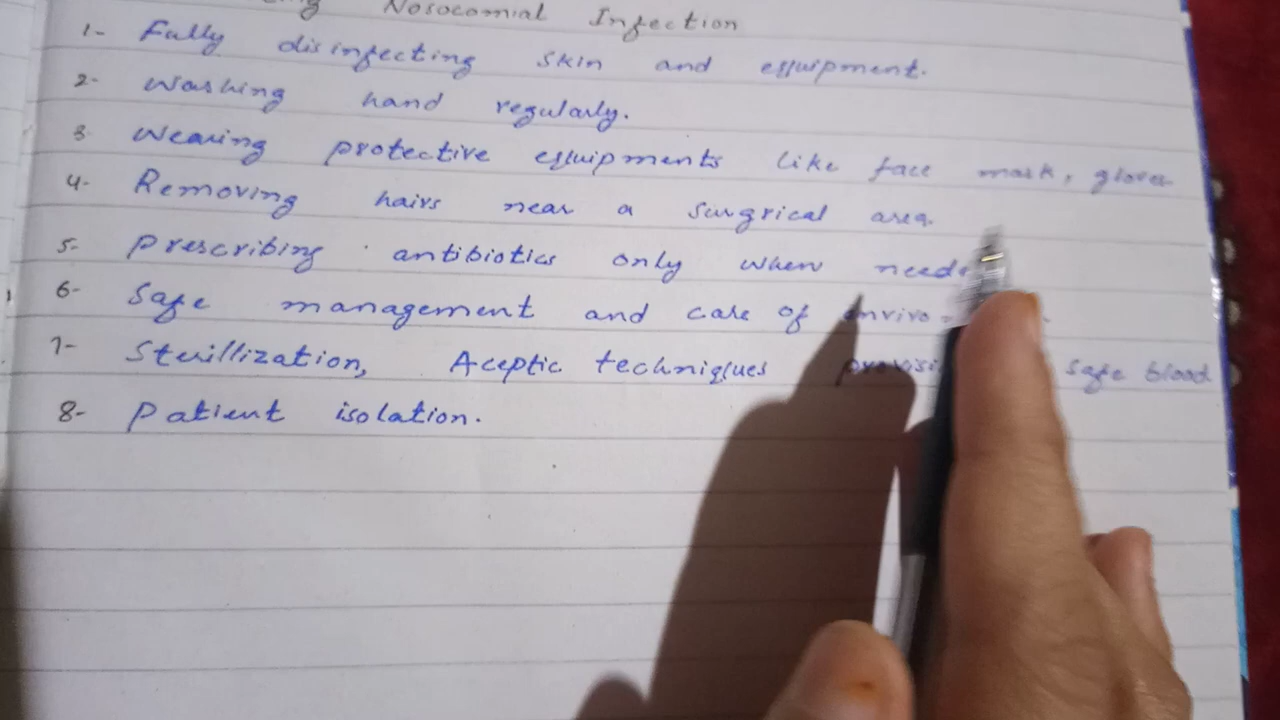 Nosocomial Infection
1- Fully disinfecting skin and equipment.
2- Washing hand regularly.
3- Wearing protective equipments like face mask, gloves
4- Removing hairs near a surgrical area.
5- Prescribing antibiotics only when
6- Safe management and care of
7- Sterillization, Aceptic techniques safe blood
8- Patient isolation.